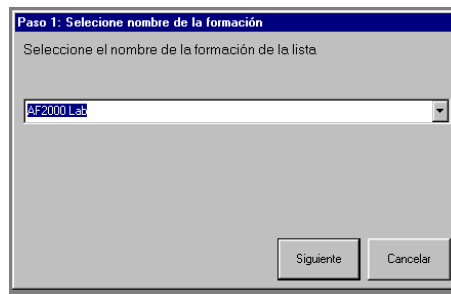 Paso 1: Selecione nombre de la formación
Seleccione el nombre de la formación de la lista
AF2000 Lab
Siguiente
Cancelar